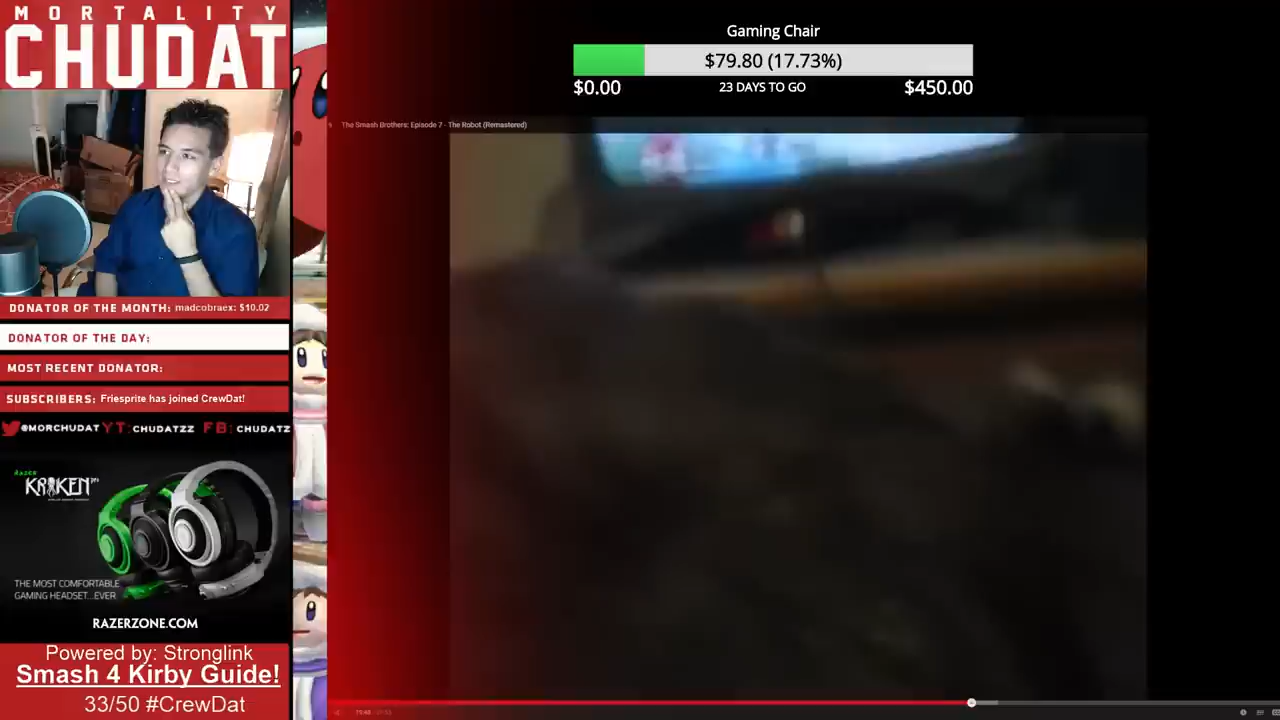 MORTALITY
CHUDAT
DONATOR OF THE MONTH: madcobraex: $10.02
DONATOR OF THE DAY:
MOST RECENT DONATOR:
SUBSCRIBERS: Friesprite has joined CrewDat!
@MORCHUDAT YT: CHUDATZZ FB: CHUDATZ
RAZER
KRAKEN
THE MOST COMFORTABLE
GAMING HEADSET...EVER
RAZERZONE.COM
Powered by: Stronglink
Smash 4 Kirby Guide!
33/50 #CrewDat
Gaming Chair
$79.80 (17.73%)
$0.00 23 DAYS TO GO $450.00
The Smash Brothers: Episode 7 - The Robot (Remastered)